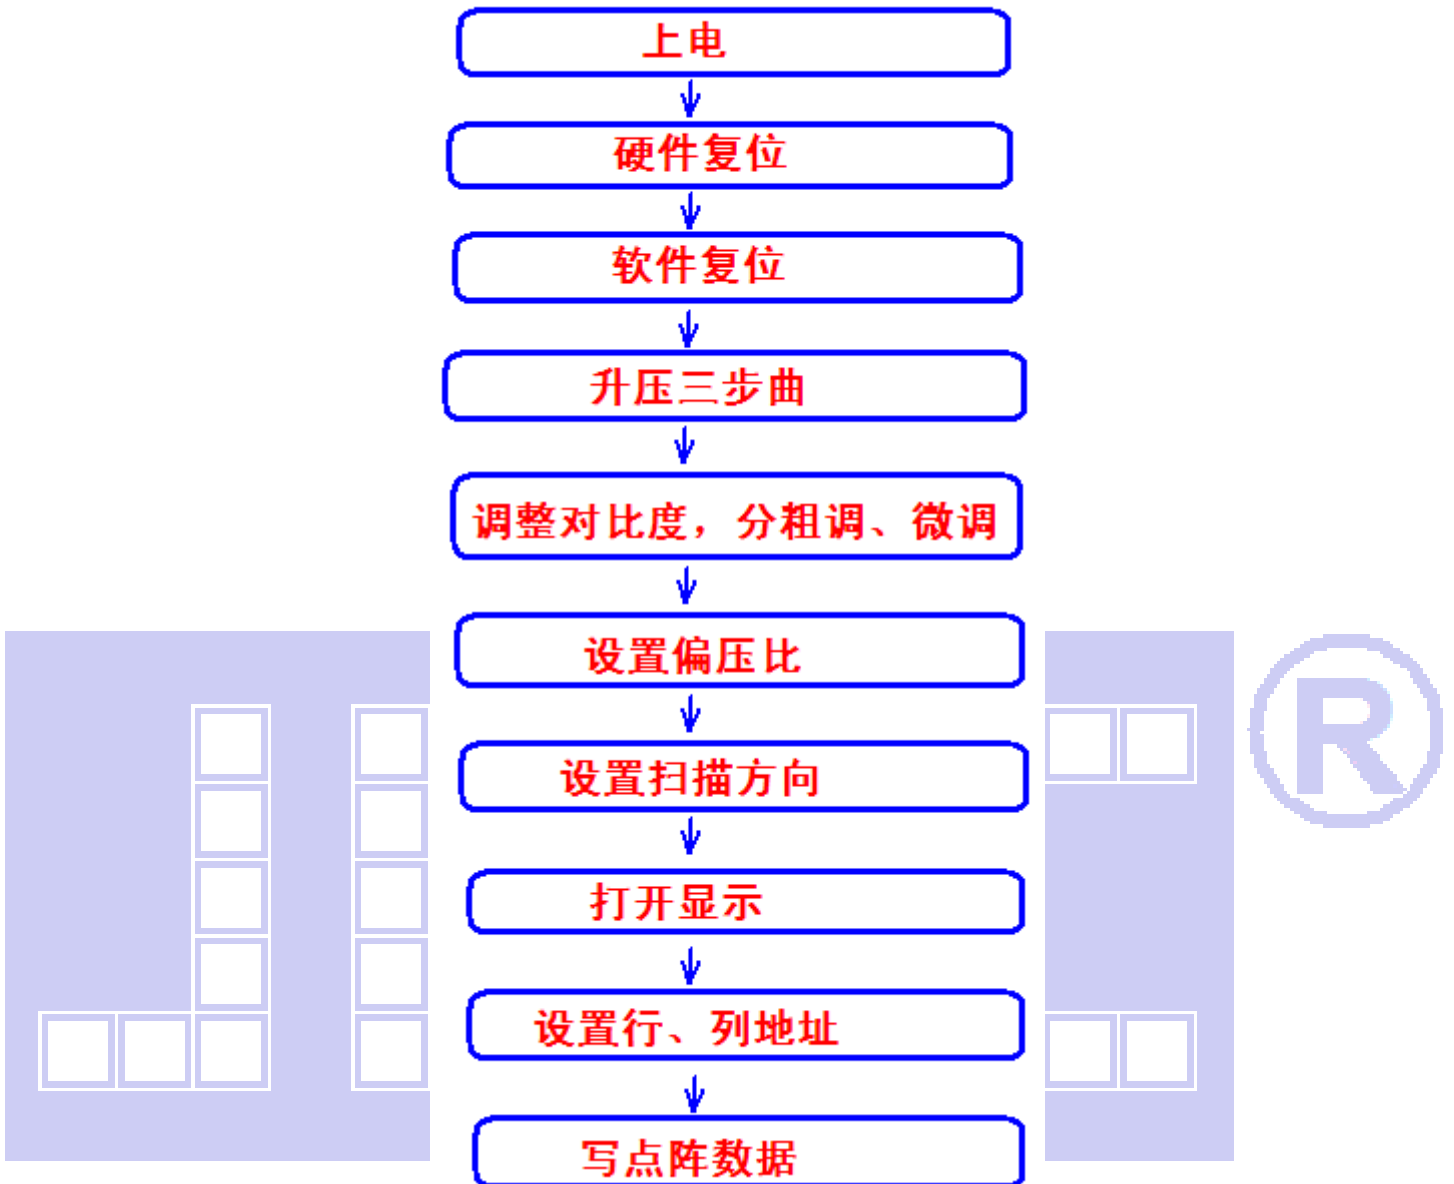 上电
硬件复位
软件复位
升压三步曲
调整对比度，分粗调、微调
设置偏压比
设置扫描方向
打开显示
设置行、列地址
写点阵数据
R